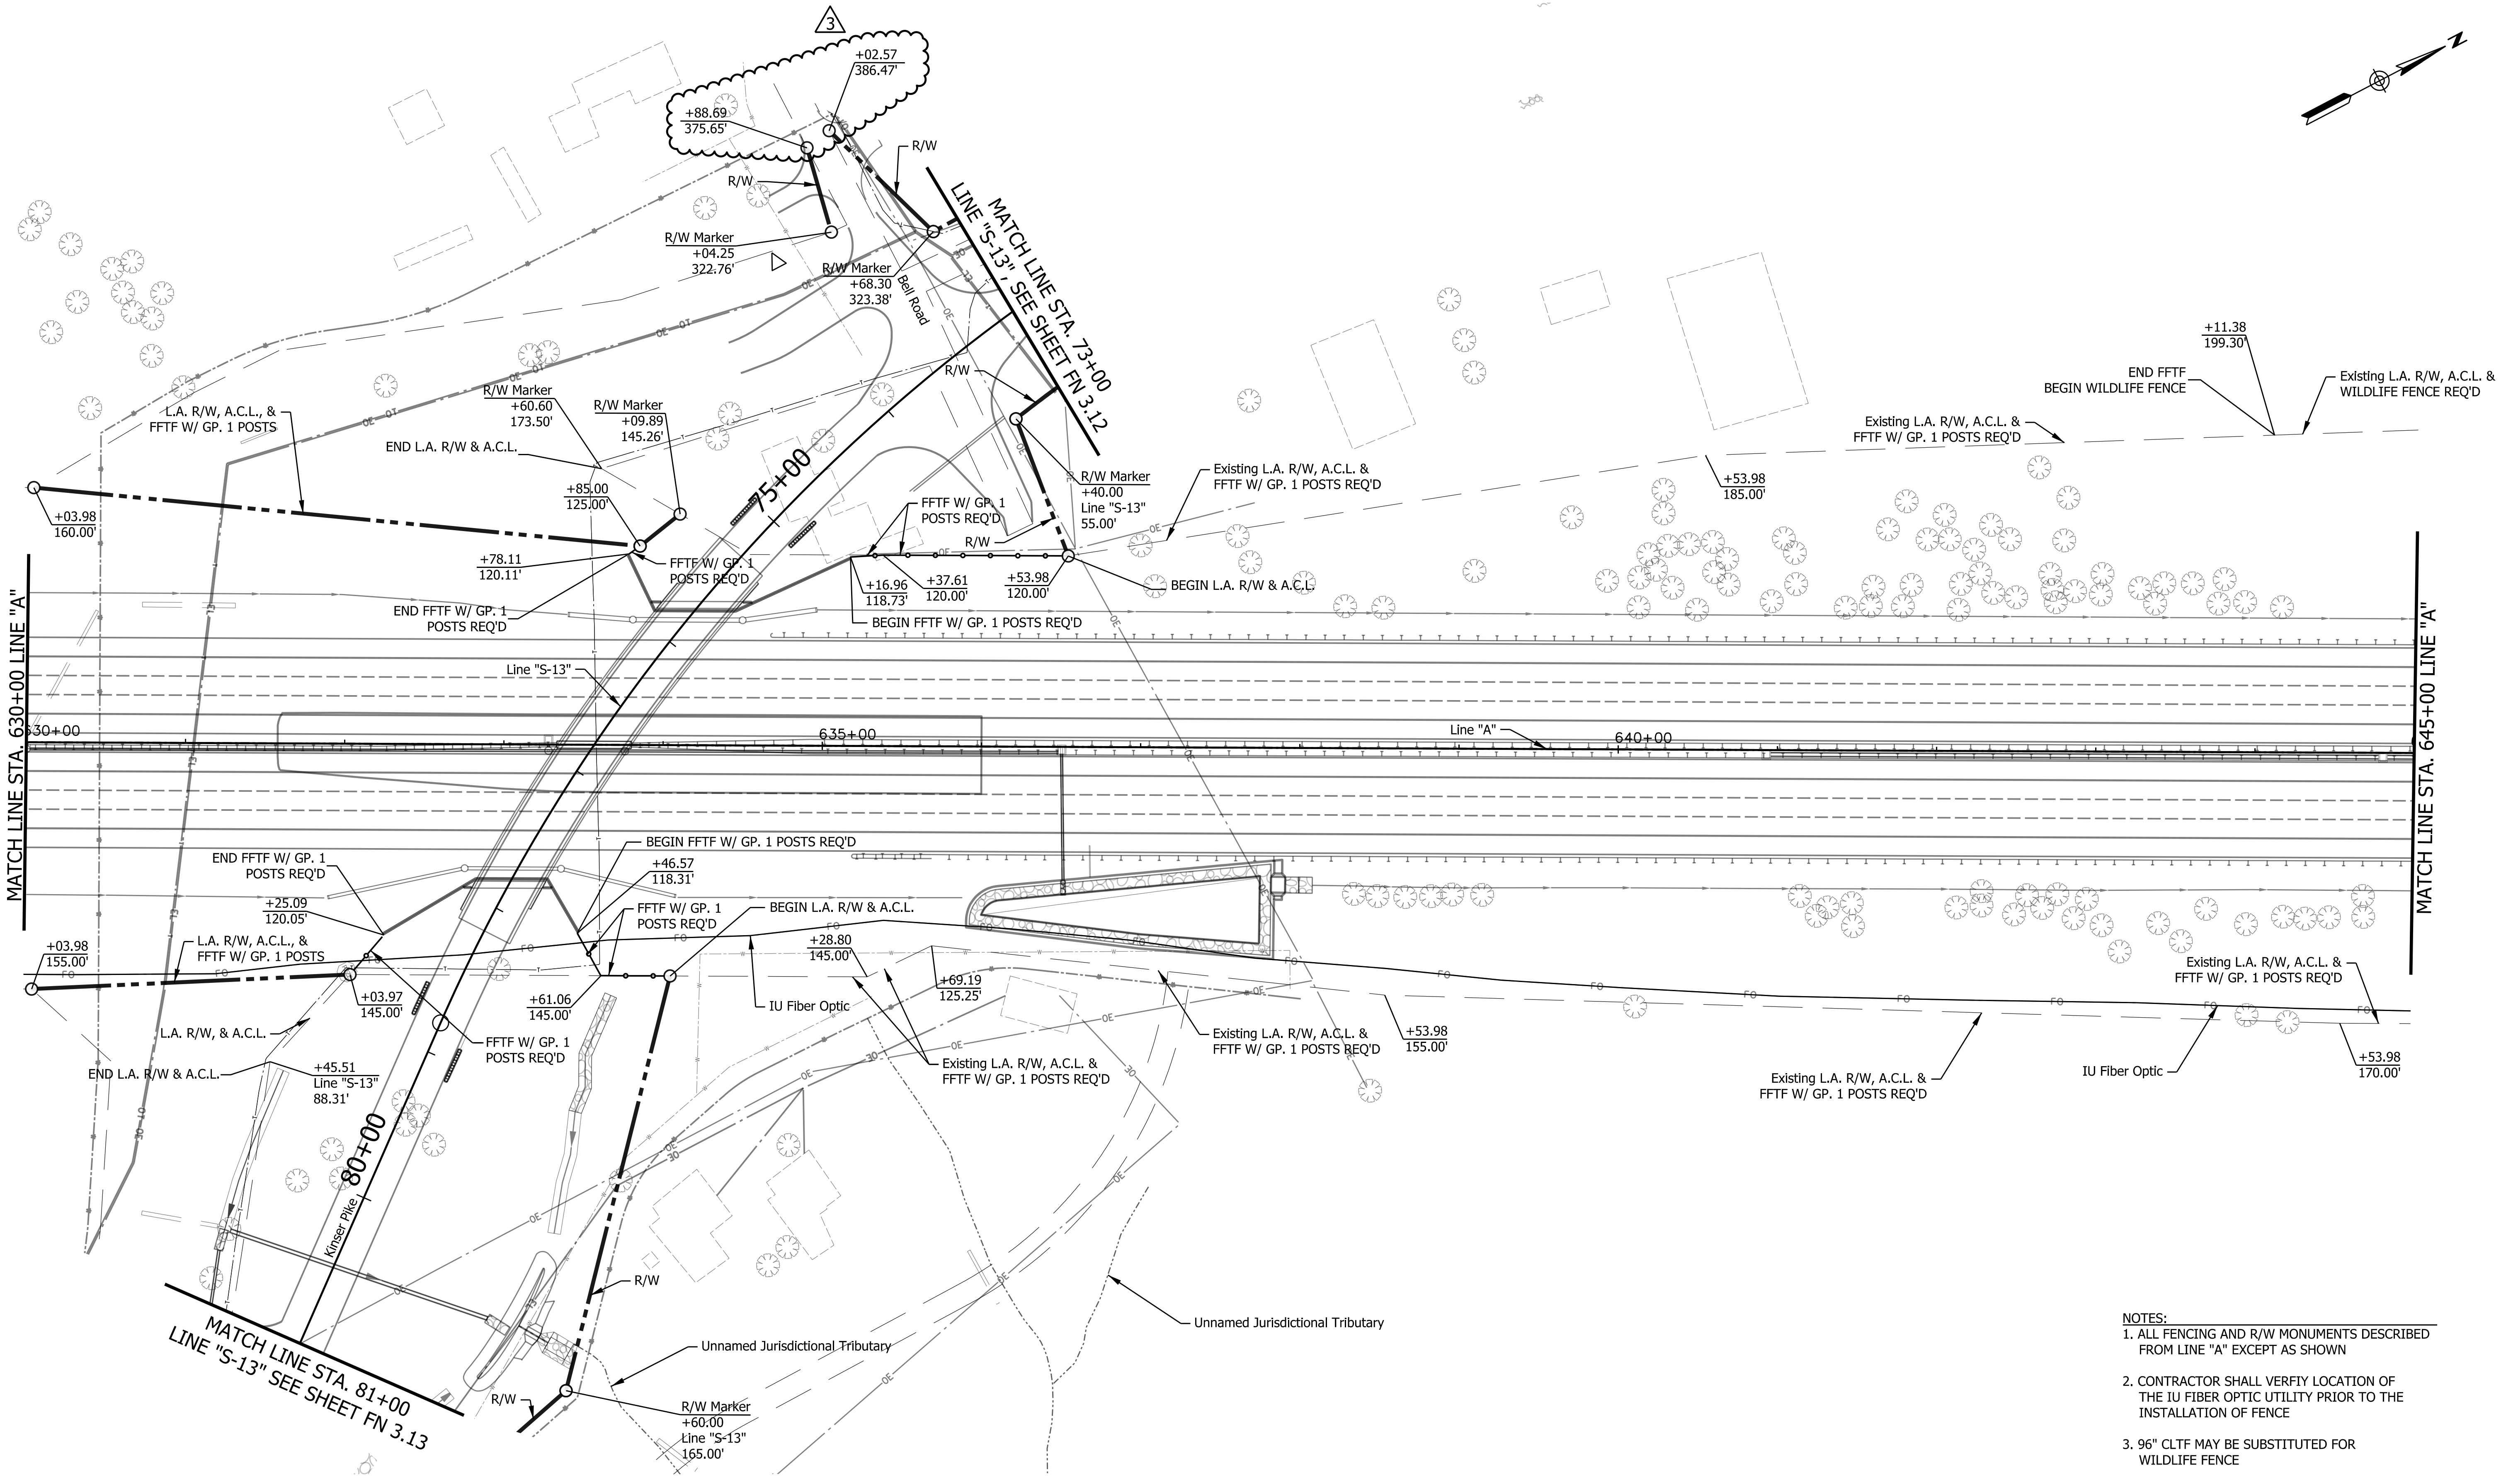 3
N
+02.57
386.47'
+88.69
375.65'
R/W
R/W
R/W Marker
+04.25
322.76'
R/W Marker
+68.30
323.38'
Bell Road
MATCH LINE STA. 73+00
LINE "S-13", SEE SHEET FN 3.12
R/W
+11.38
199.30'
END FFTF
BEGIN WILDLIFE FENCE
Existing L.A. R/W, A.C.L. &
WILDLIFE FENCE REQ'D
Existing L.A. R/W, A.C.L. &
FFTF W/ GP. 1 POSTS REQ'D
+53.98
185.00'
L.A. R/W, A.C.L., &
FFTF W/ GP. 1 POSTS
R/W Marker
+60.60
173.50'
R/W Marker
+09.89
145.26'
END L.A. R/W & A.C.L.
+85.00
125.00'
75+00
+03.98
160.00'
FFTF W/ GP. 1
POSTS REQ'D
R/W Marker
+40.00
Line "S-13"
55.00'
Existing L.A. R/W, A.C.L. &
FFTF W/ GP. 1 POSTS REQ'D
R/W
+78.11
120.11'
FFTF W/ GP. 1
POSTS REQ'D
+16.96
118.73'
+37.61
120.00'
+53.98
120.00'
BEGIN L.A. R/W & A.C.L.
END FFTF W/ GP. 1
POSTS REQ'D
BEGIN FFTF W/ GP. 1 POSTS REQ'D
MATCH LINE STA. 630+00 LINE "A"
Line "S-13"
630+00
635+00
Line "A"
640+00
MATCH LINE STA. 645+00 LINE "A"
BEGIN FFTF W/ GP. 1 POSTS REQ'D
END FFTF W/ GP. 1
POSTS REQ'D
+46.57
118.31'
+25.09
120.05'
FFTF W/ GP. 1
POSTS REQ'D
BEGIN L.A. R/W & A.C.L.
+03.98
155.00'
L.A. R/W, A.C.L., &
FFTF W/ GP. 1 POSTS
+28.80
145.00'
+69.19
125.25'
+03.97
145.00'
+61.06
145.00'
IU Fiber Optic
L.A. R/W, & A.C.L.
FFTF W/ GP. 1
POSTS REQ'D
END L.A. R/W & A.C.L.
+45.51
Line "S-13"
88.31'
Existing L.A. R/W, A.C.L. &
FFTF W/ GP. 1 POSTS REQ'D
Existing L.A. R/W, A.C.L. &
FFTF W/ GP. 1 POSTS REQ'D
+53.98
155.00'
Existing L.A. R/W, A.C.L. &
FFTF W/ GP. 1 POSTS REQ'D
Existing L.A. R/W, A.C.L. &
FFTF W/ GP. 1 POSTS REQ'D
IU Fiber Optic
+53.98
170.00'
80+00
Kinser Pike
R/W
MATCH LINE STA. 81+00
LINE "S-13" SEE SHEET FN 3.13
Unnamed Jurisdictional Tributary
Unnamed Jurisdictional Tributary
R/W
R/W Marker
+60.00
Line "S-13"
165.00'
NOTES:
1. ALL FENCING AND R/W MONUMENTS DESCRIBED
FROM LINE "A" EXCEPT AS SHOWN
2. CONTRACTOR SHALL VERFIY LOCATION OF
THE IU FIBER OPTIC UTILITY PRIOR TO THE
INSTALLATION OF FENCE
3. 96" CLTF MAY BE SUBSTITUTED FOR
WILDLIFE FENCE